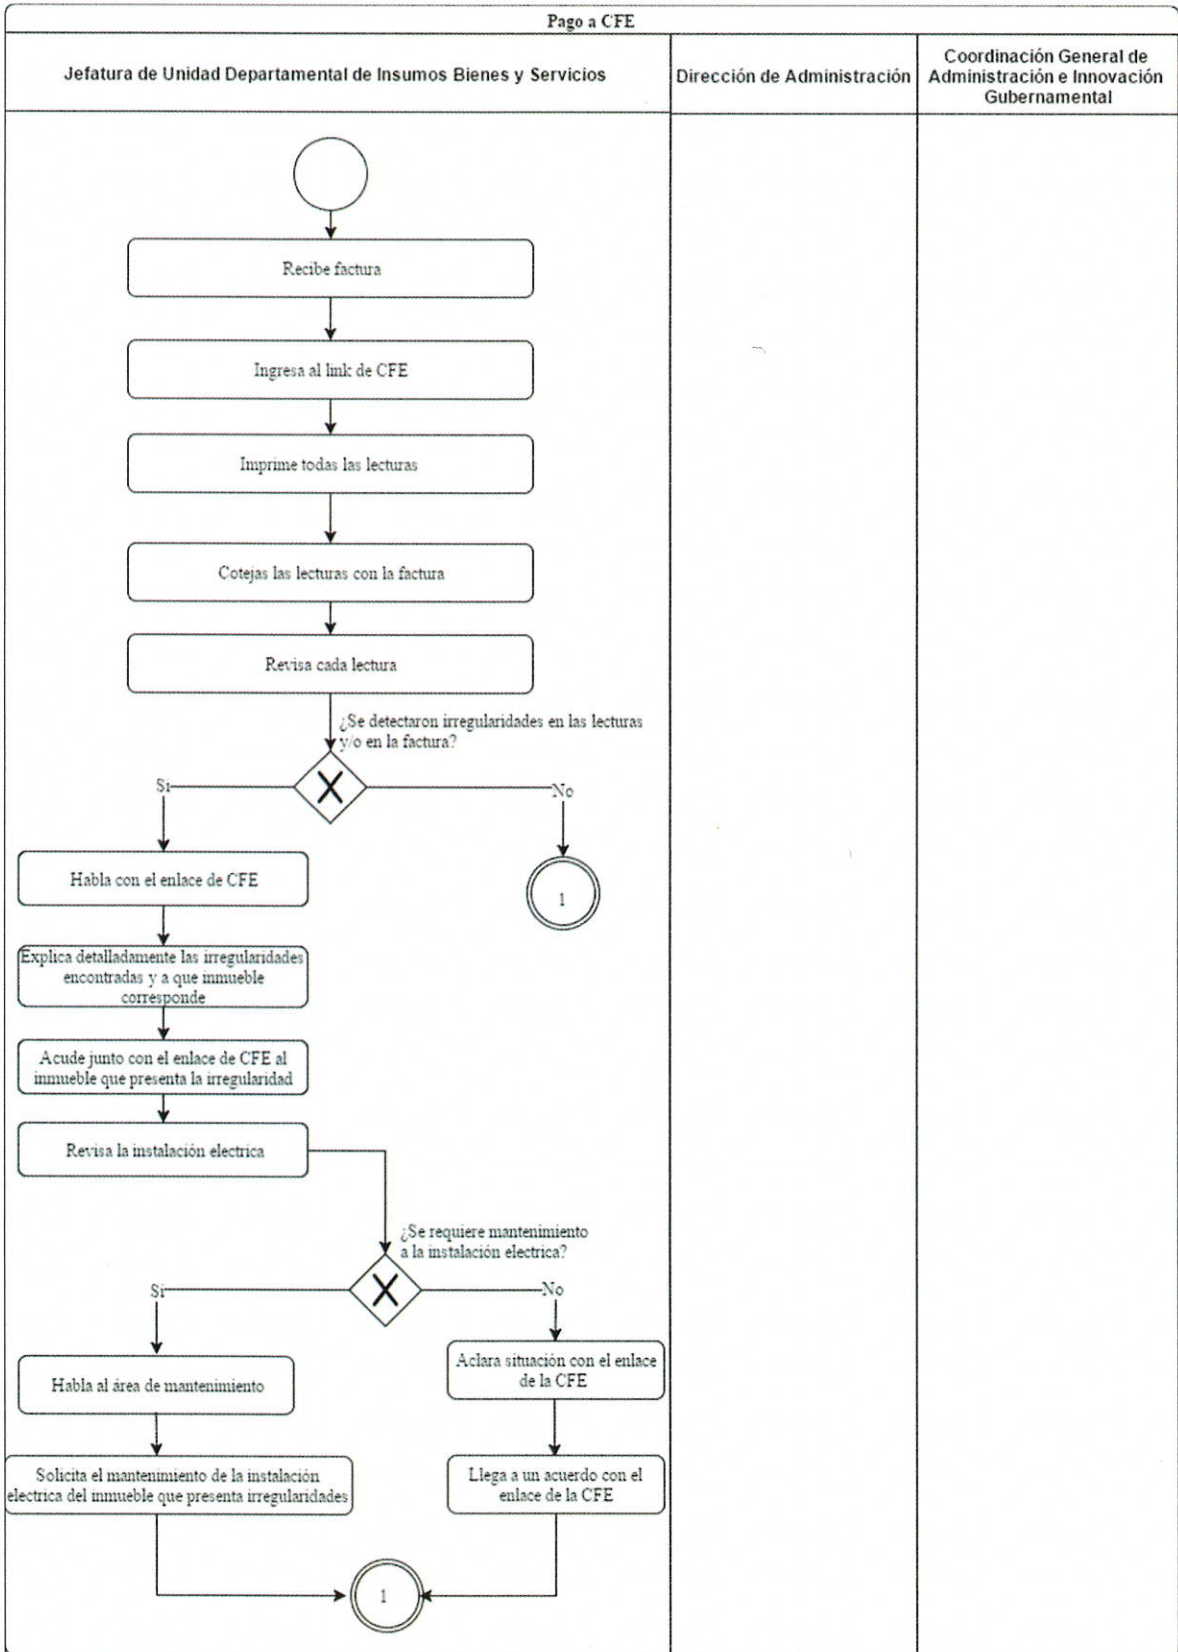 Pago a CFE
Jefatura de Unidad Departamental de Insumos Bienes y Servicios
Dirección de Administración
Coordinación General de
Administración e Innovación
Gubernamental
Recibe factura
Ingresa al link de CFE
Imprime todas las lecturas
Cotejas las lecturas con la factura
Revisa cada lectura
¿Se detectaron irregularidades en las lecturas
y/o en la factura?
Si
No
Habla con el enlace de CFE
1
Explica detalladamente las irregularidades
encontradas y a que inmueble
corresponde
Acude junto con el enlace de CFE al
inmueble que presenta la irregularidad
Revisa la instalación electrica
¿Se requiere mantenimiento
a la instalación electrica?
Si
No
Habla al área de mantenimiento
Aclara situación con el enlace
de la CFE
Solicita el mantenimiento de la instalación
electrica del inmueble que presenta irregularidades
Llega a un acuerdo con el
enlace de la CFE
1